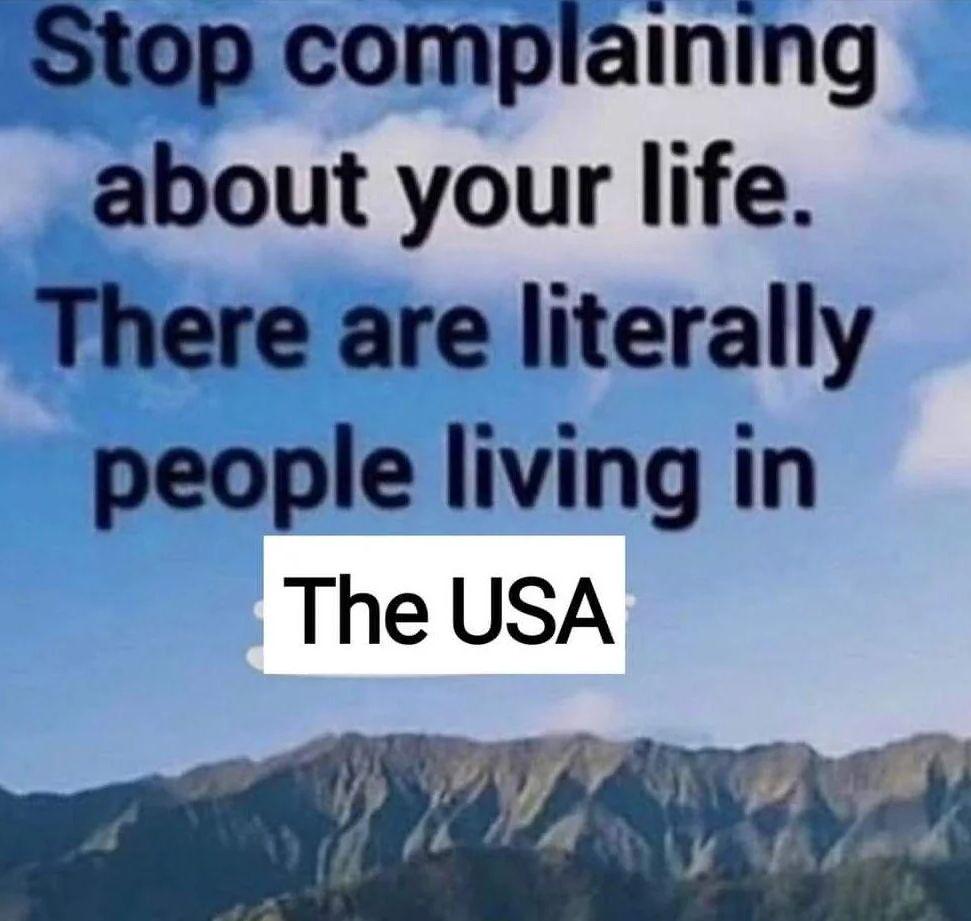 Stop complaining
about your life.
There are literally
people living in
The USA